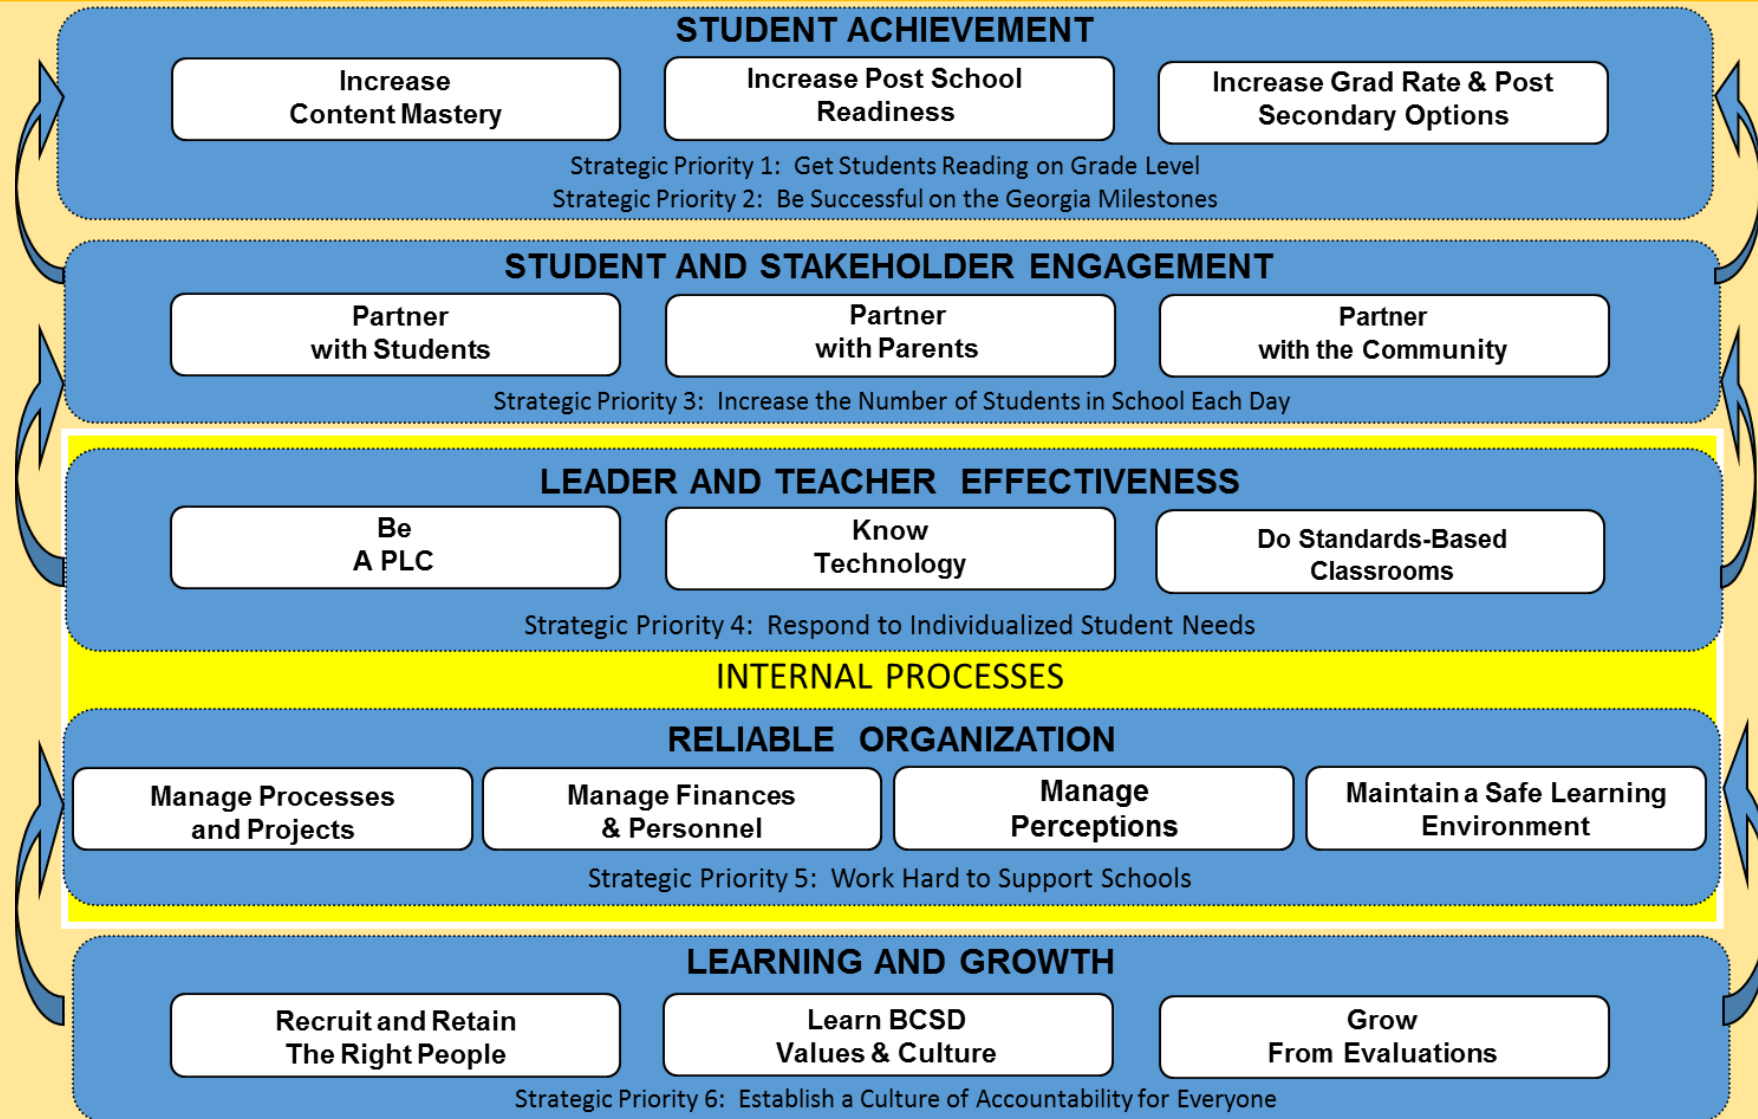 STUDENT ACHIEVEMENT
Increase
Content Mastery
Increase Post School
Readiness
Increase Grad Rate & Post
Secondary Options
Strategic Priority 1: Get Students Reading on Grade Level
Strategic Priority 2: Be Successful on the Georgia Milestones
STUDENT AND STAKEHOLDER ENGAGEMENT
Partner
with Students
Partner
with Parents
Partner
with the Community
Strategic Priority 3: Increase the Number of Students in School Each Day
LEADER AND TEACHER EFFECTIVENESS
Be
A PLC
Know
Technology
Do Standards-Based
Classrooms
Strategic Priority 4: Respond to Individualized Student Needs
INTERNAL PROCESSES
RELIABLE ORGANIZATION
Manage Processes
and Projects
Manage Finances
& Personnel
Manage
Perceptions
Maintain a Safe Learning
Environment
Strategic Priority 5: Work Hard to Support Schools
LEARNING AND GROWTH
Recruit and Retain
The Right People
Learn BCSD
Values & Culture
Grow
From Evaluations
Strategic Priority 6: Establish a Culture of Accountability for Everyone